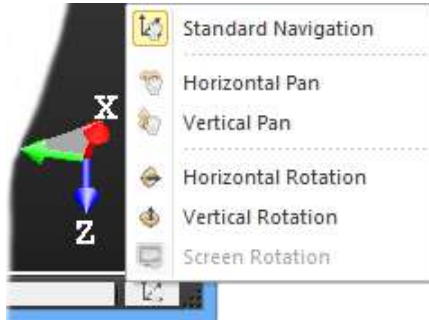 Standard Navigation
Horizontal Pan
X
Vertical Pan
Horizontal Rotation
Vertical Rotation
Z
Screen Rotation